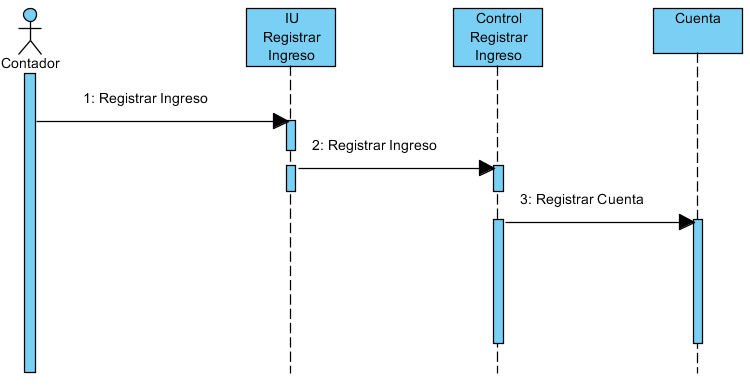 IU
Registrar
Ingreso
Control
Registrar
Ingreso
Cuenta
Contador
1: Registrar Ingreso
2: Registrar Ingreso
3: Registrar Cuenta